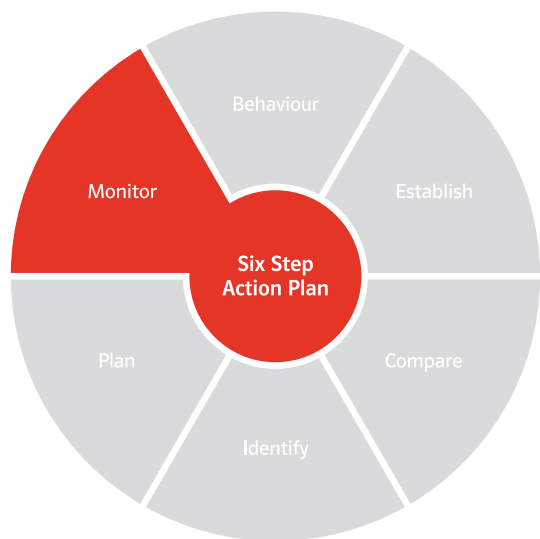 Behaviour
Monitor
Establish
Six Step
Action Plan
Plan
Compare
Identify